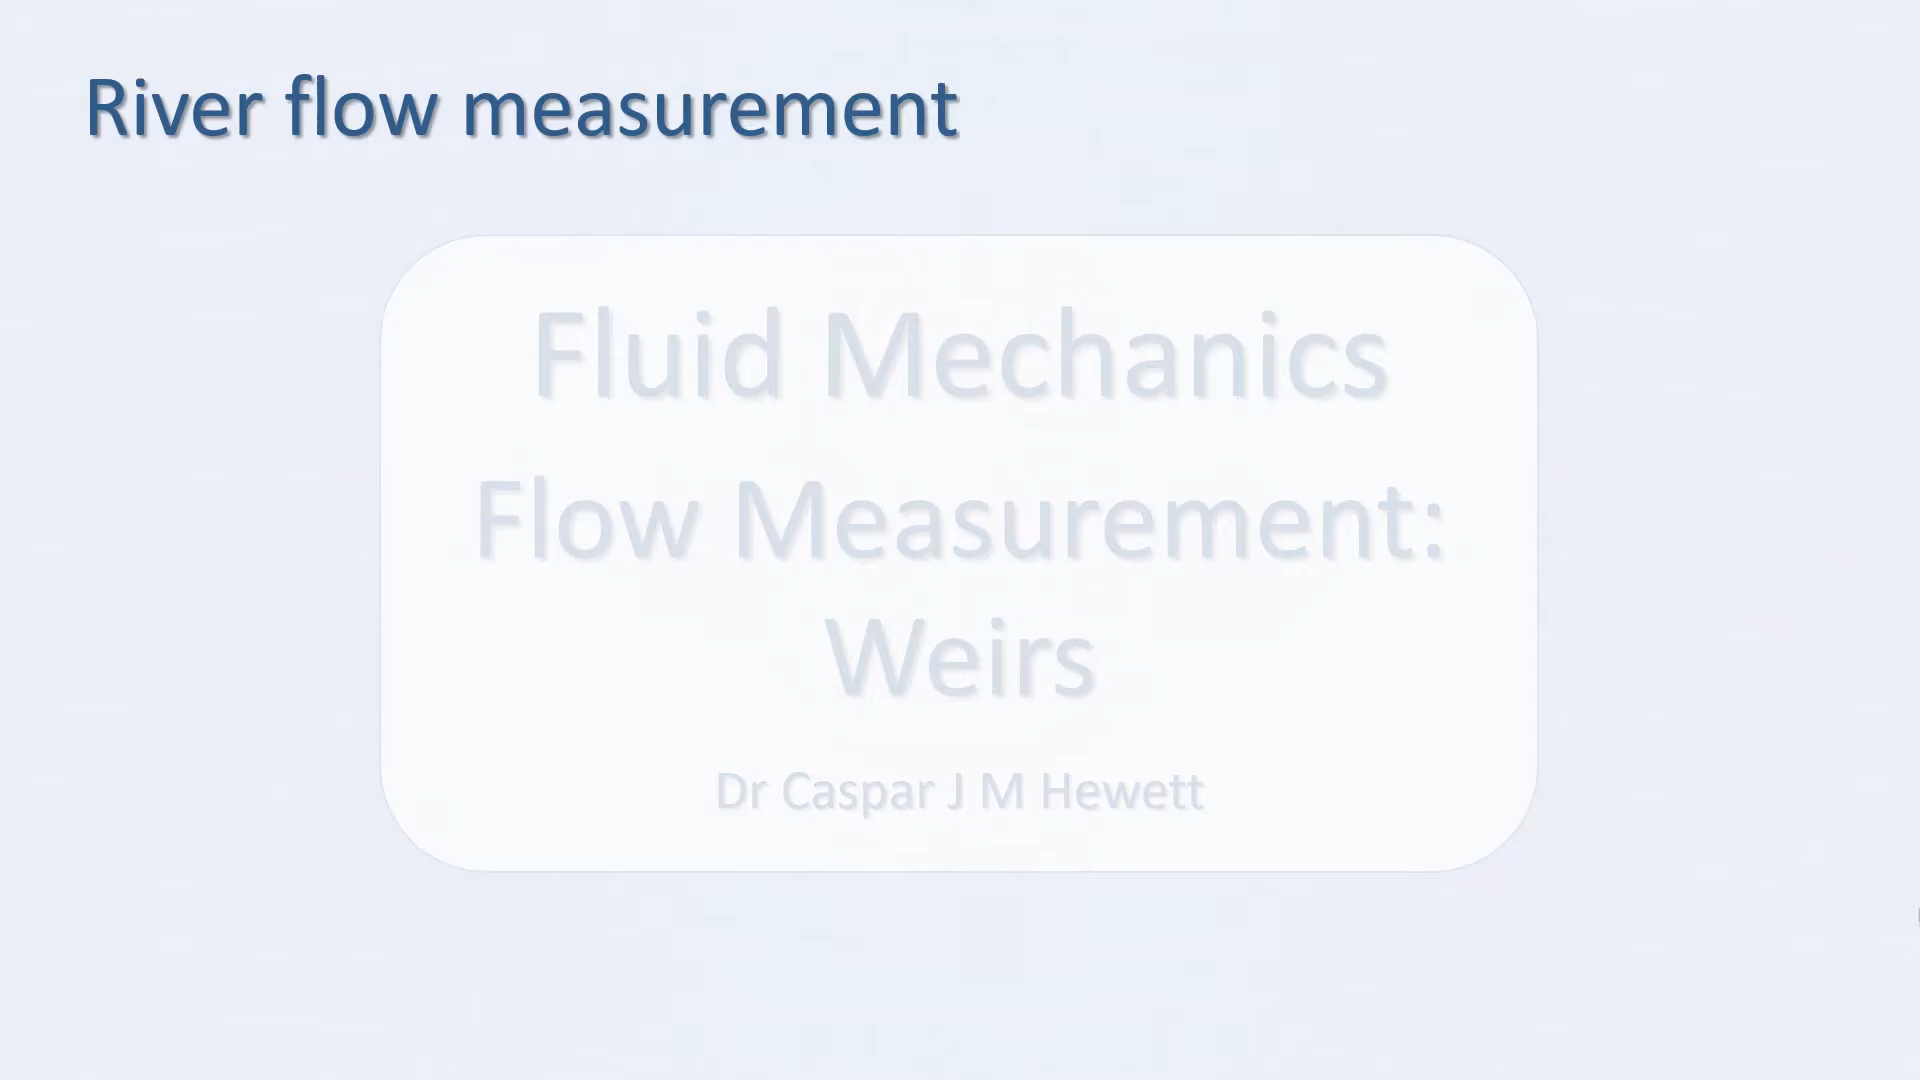 River flow measurement
Fluid Mechanics
Flow Measurement:
Weirs
Dr Caspar J M Hewett